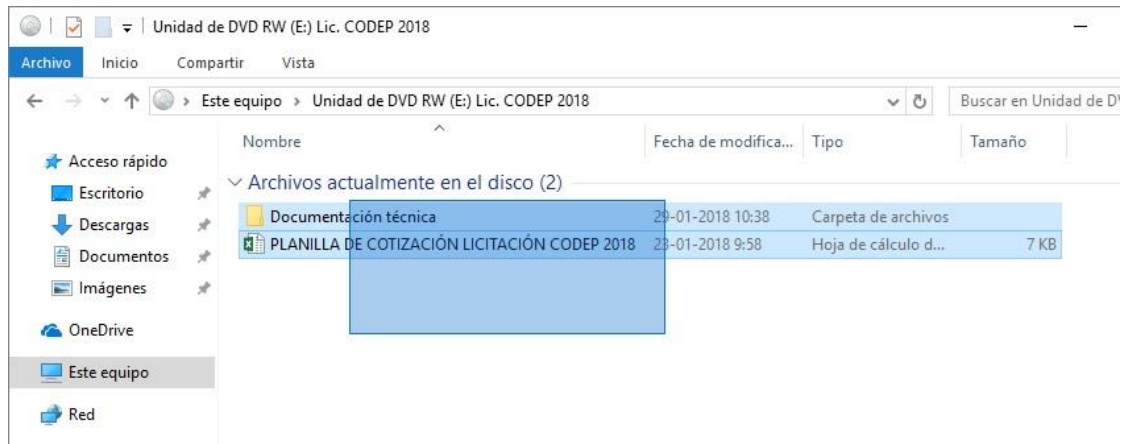 Unidad de DVD RW (E:) Lic. CODEP 2018
Archivo Inicio Compartir Vista
Este equipo > Unidad de DVD RW (E:) Lic. CODEP 2018 Buscar en Unidad de D
Nombre Fecha de modifica... Tipo Tamaño
Acceso rápido
Archivos actualmente en el disco (2)
Escritorio
Documentación técnica 29-01-2018 10:38 Carpeta de archivos
Descargas
PLANILLA DE COTIZACIÓN LICITACIÓN CODEP 2018 23-01-2018 9:58 Hoja de cálculo d... 7 KB
Documentos
Imágenes
OneDrive
Este equipo
Red